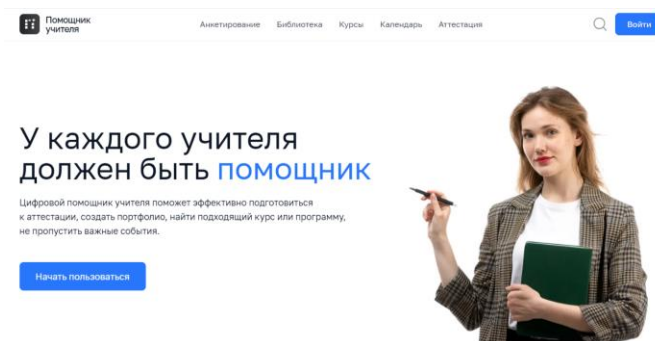 Помощник
учителя
Анкетирование Библиотека Курсы Календарь Аттестация
Войти
У каждого учителя
должен быть помощник
Цифровой помощник учителя поможет эффективно подготовиться
к аттестации, создать портфолио, найти подходящий курс или программу,
не пропустить важные события.
Начать пользоваться